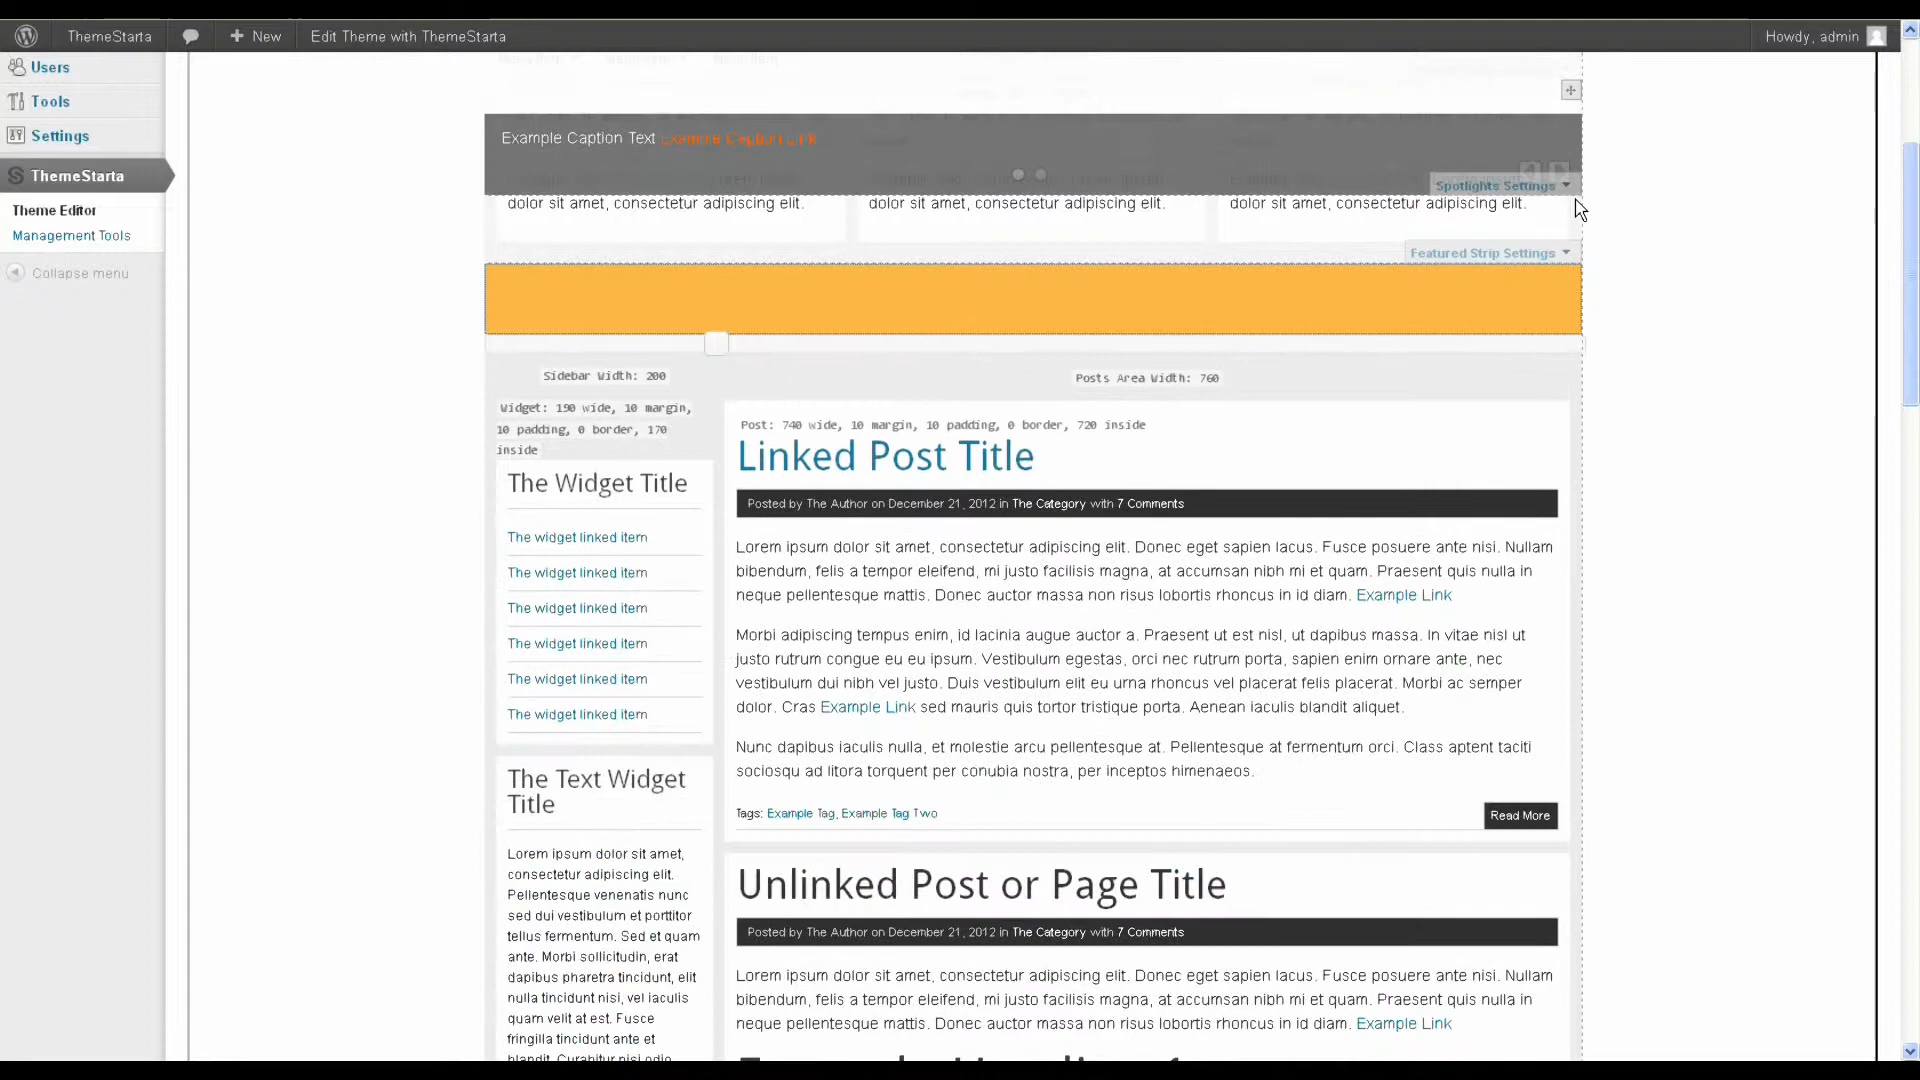 ThemeStarta
New
Edit Theme with ThemeStarta
Howdy, admin
Users
Tools
Settings
ThemeStarta
Theme Editor
Management Tools
Collapse menu
Example Caption Text Example Caption Link
Spotlights Settings
dolor sit amet, consectetur adipiscing elit.
dolor sit amet, consectetur adipiscing elit.
dolor sit amet, consectetur adipiscing elit.
Featured Strip Settings
Sidebar Width: 200
Posts Area Width: 760
Widget: 190 wide, 10 margin,
10 padding, 0 border, 170
inside
The Widget Title
The widget linked item
The widget linked item
The widget linked item
The widget linked item
The widget linked item
The widget linked item
The Text Widget
Title
Lorem ipsum dolor sit amet,
consectetur adipiscing elit.
Pellentesque venenatis nunc
sed dui vestibulum et porttitor
tellus fermentum. Sed et quam
ante. Morbi sollicitudin, erat
dapibus pharetra tincidunt, elit
nulla tincidunt nisi, vel iaculis
quam velit at est. Fusce
fringilla tincidunt ante et
blandit. Curabitur nisi odio
Post: 740 wide, 10 margin, 10 padding, 0 border, 720 inside
Linked Post Title
Posted by The Author on December 21, 2012 in The Category with 7 Comments
Lorem ipsum dolor sit amet, consectetur adipiscing elit. Donec eget sapien lacus. Fusce posuere ante nisi. Nullam
bibendum, felis a tempor eleifend, mi justo facilisis magna, at accumsan nibh mi et quam. Praesent quis nulla in
neque pellentesque mattis. Donec auctor massa non risus lobortis rhoncus in id diam. Example Link
Morbi adipiscing tempus enim, id lacinia augue auctor a. Praesent ut est nisl, ut dapibus massa. In vitae nisl ut
justo rutrum congue eu eu ipsum. Vestibulum egestas, orci nec rutrum porta, sapien enim ornare ante, nec
vestibulum dui nibh vel justo. Duis vestibulum elit eu urna rhoncus vel placerat felis placerat. Morbi ac semper
dolor. Cras Example Link sed mauris quis tortor tristique porta. Aenean iaculis blandit aliquet.
Nunc dapibus iaculis nulla, et molestie arcu pellentesque at. Pellentesque at fermentum orci. Class aptent taciti
sociosqu ad litora torquent per conubia nostra, per inceptos himenaeos.
Tags: Example Tag, Example Tag Two
Read More
Unlinked Post or Page Title
Posted by The Author on December 21, 2012 in The Category with 7 Comments
Lorem ipsum dolor sit amet, consectetur adipiscing elit. Donec eget sapien lacus. Fusce posuere ante nisi. Nullam
bibendum, felis a tempor eleifend, mi justo facilisis magna, at accumsan nibh mi et quam. Praesent quis nulla in
neque pellentesque mattis. Donec auctor massa non risus lobortis rhoncus in id diam. Example Link